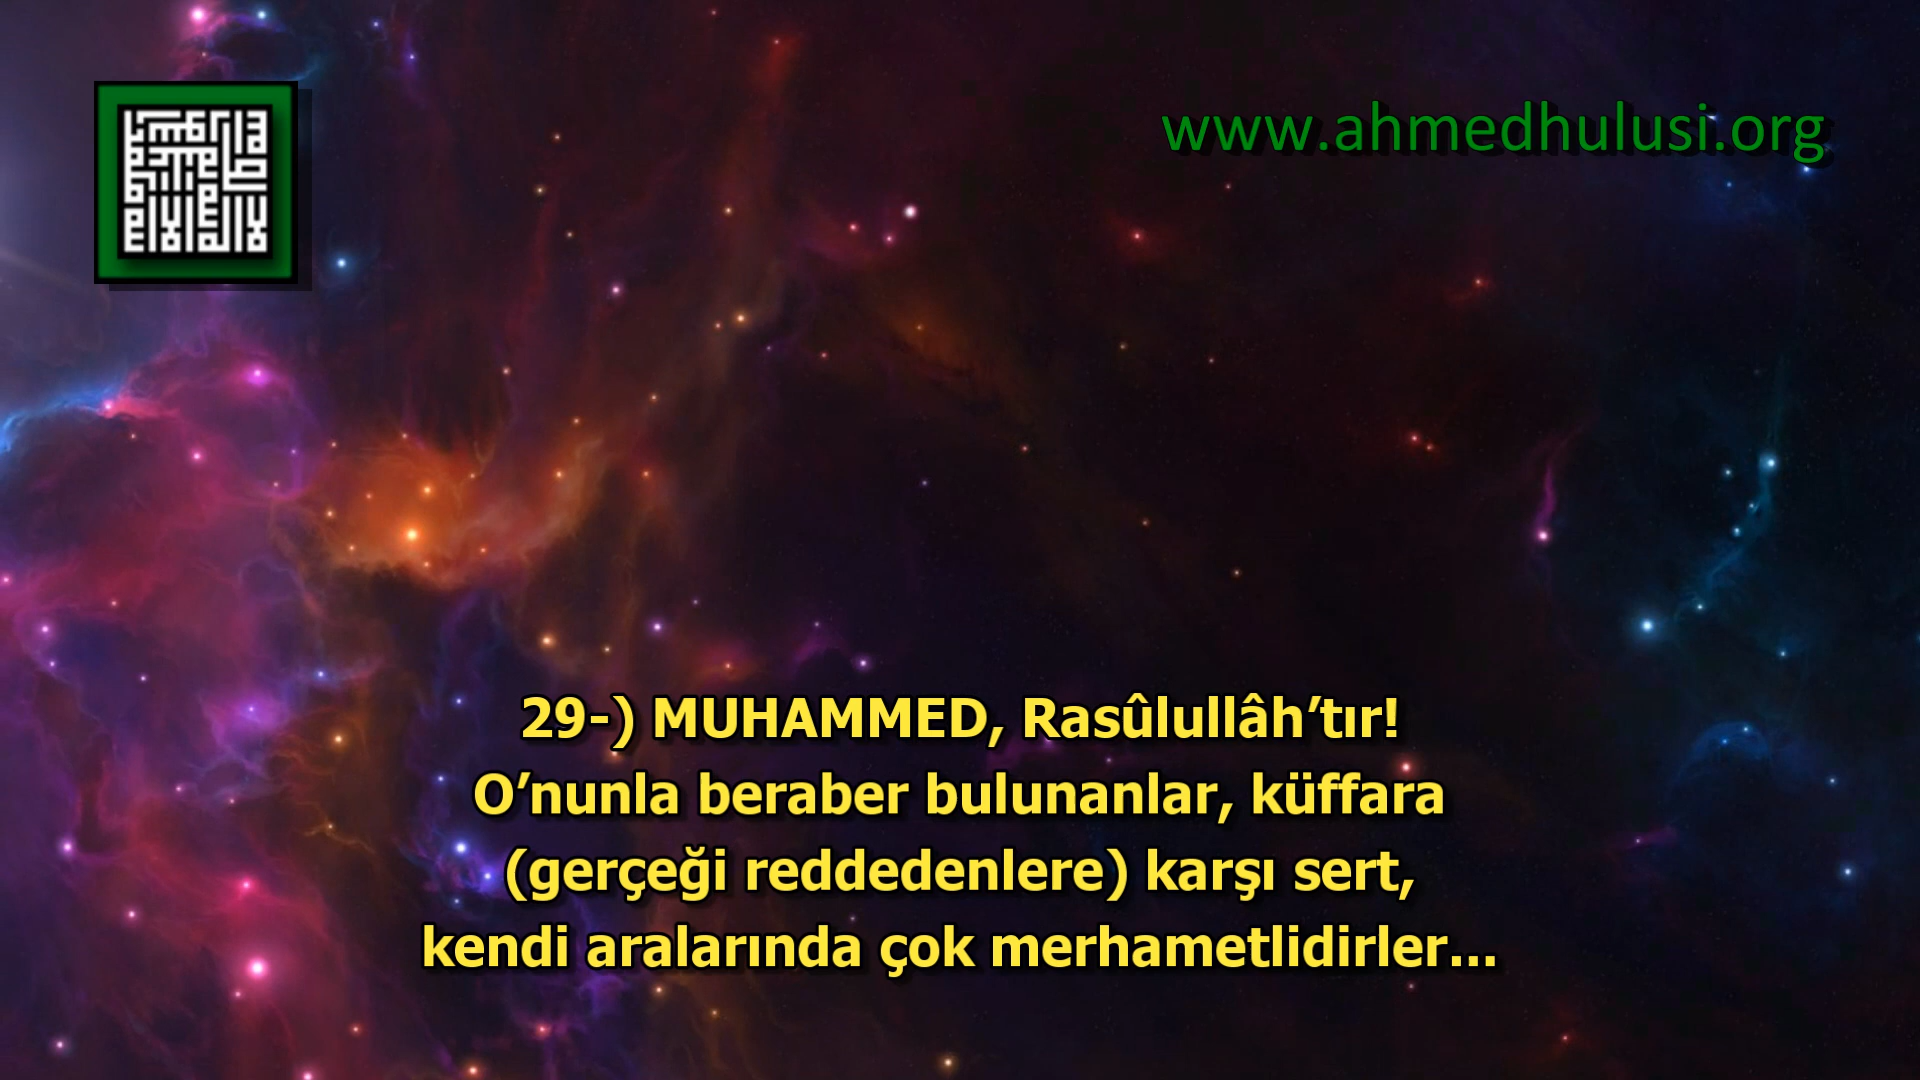 www.ahmedhulusi.org
29-) MUHAMMED, Rasûlullâh’tır!
O’nunla beraber bulunanlar, küffara
(gerçeği reddedenlere) karşı sert,
kendi aralarında çok merhametlidirler...